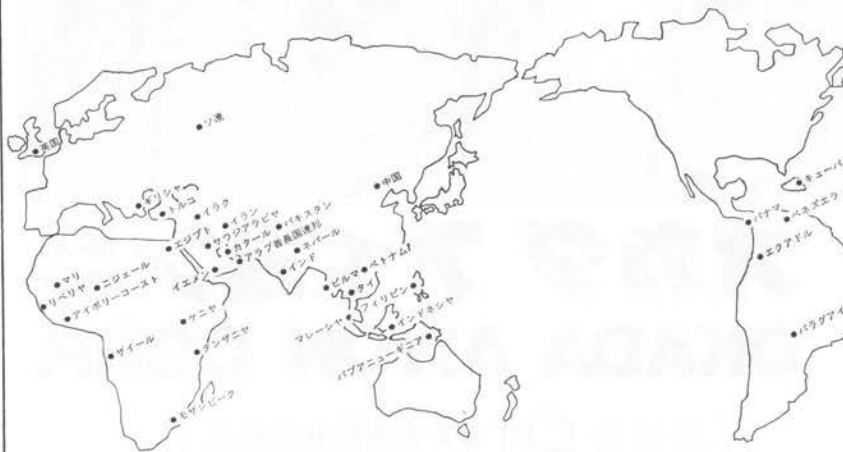 ソ連
英国
中国
ギリシャ
トルコ
イラク
イラン
パキスタン
サウジアラビヤ
カタール
アラブ首長国連邦
エジプト
ネパール
イエメン
インド
ビルマ
ベトナム
タイ
フィリピン
マレーシヤ
インドネシヤ
パプアニューギニア
マリ
ニジェール
リベリヤ
アイボリーコースト
ケニヤ
ザイール
タンザニヤ
モザンビーク
キューバ
パナマ
ベネズエラ
エクアドル
パラグアイ